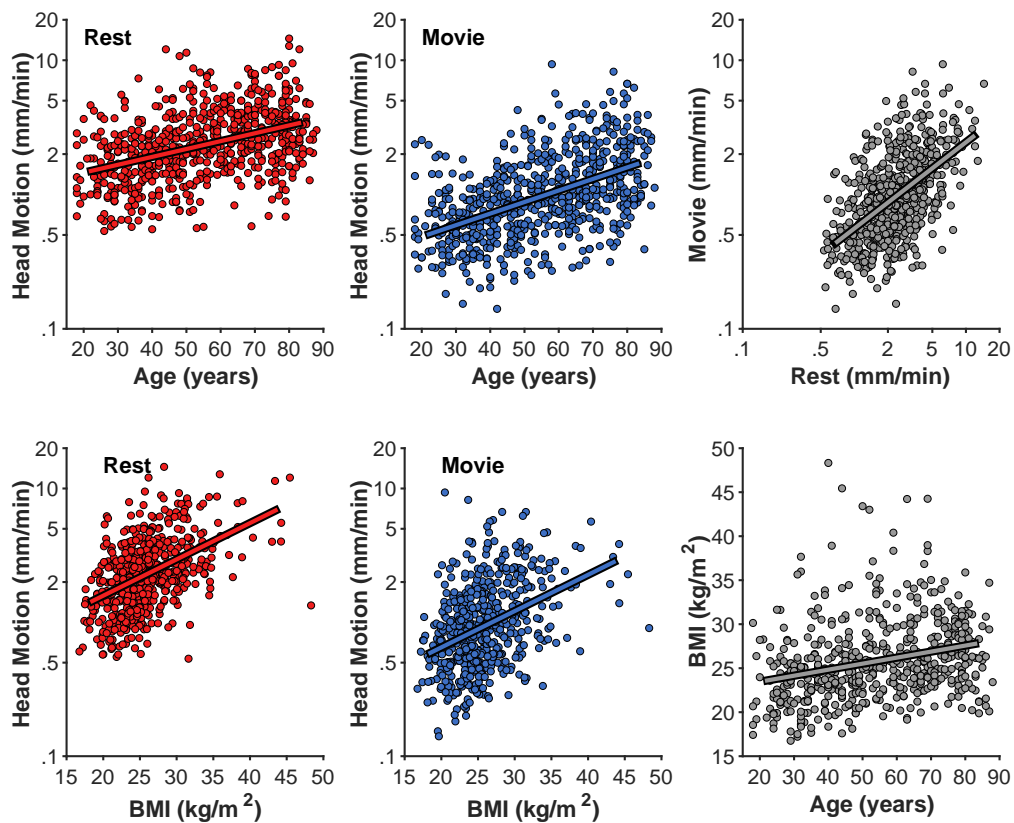 Rest
20
10
5
2
.5
.1
Head Motion (mm/min)
20 30 40 50 60 70 80 90
Age (years)
Movie
20
10
5
2
.5
.1
Head Motion (mm/min)
20 30 40 50 60 70 80 90
Age (years)
20
10
5
2
.5
.1
Movie (mm/min)
.1 .5 2 5 10 20
Rest (mm/min)
Rest
20
10
5
2
.5
.1
Head Motion (mm/min)
15 20 25 30 35 40 45 50
BMI (kg/m²)
Movie
20
10
5
2
.5
.1
Head Motion (mm/min)
15 20 25 30 35 40 45 50
BMI (kg/m²)
50
45
40
35
30
25
20
15
BMI (kg/m²)
20 30 40 50 60 70 80 90
Age (years)